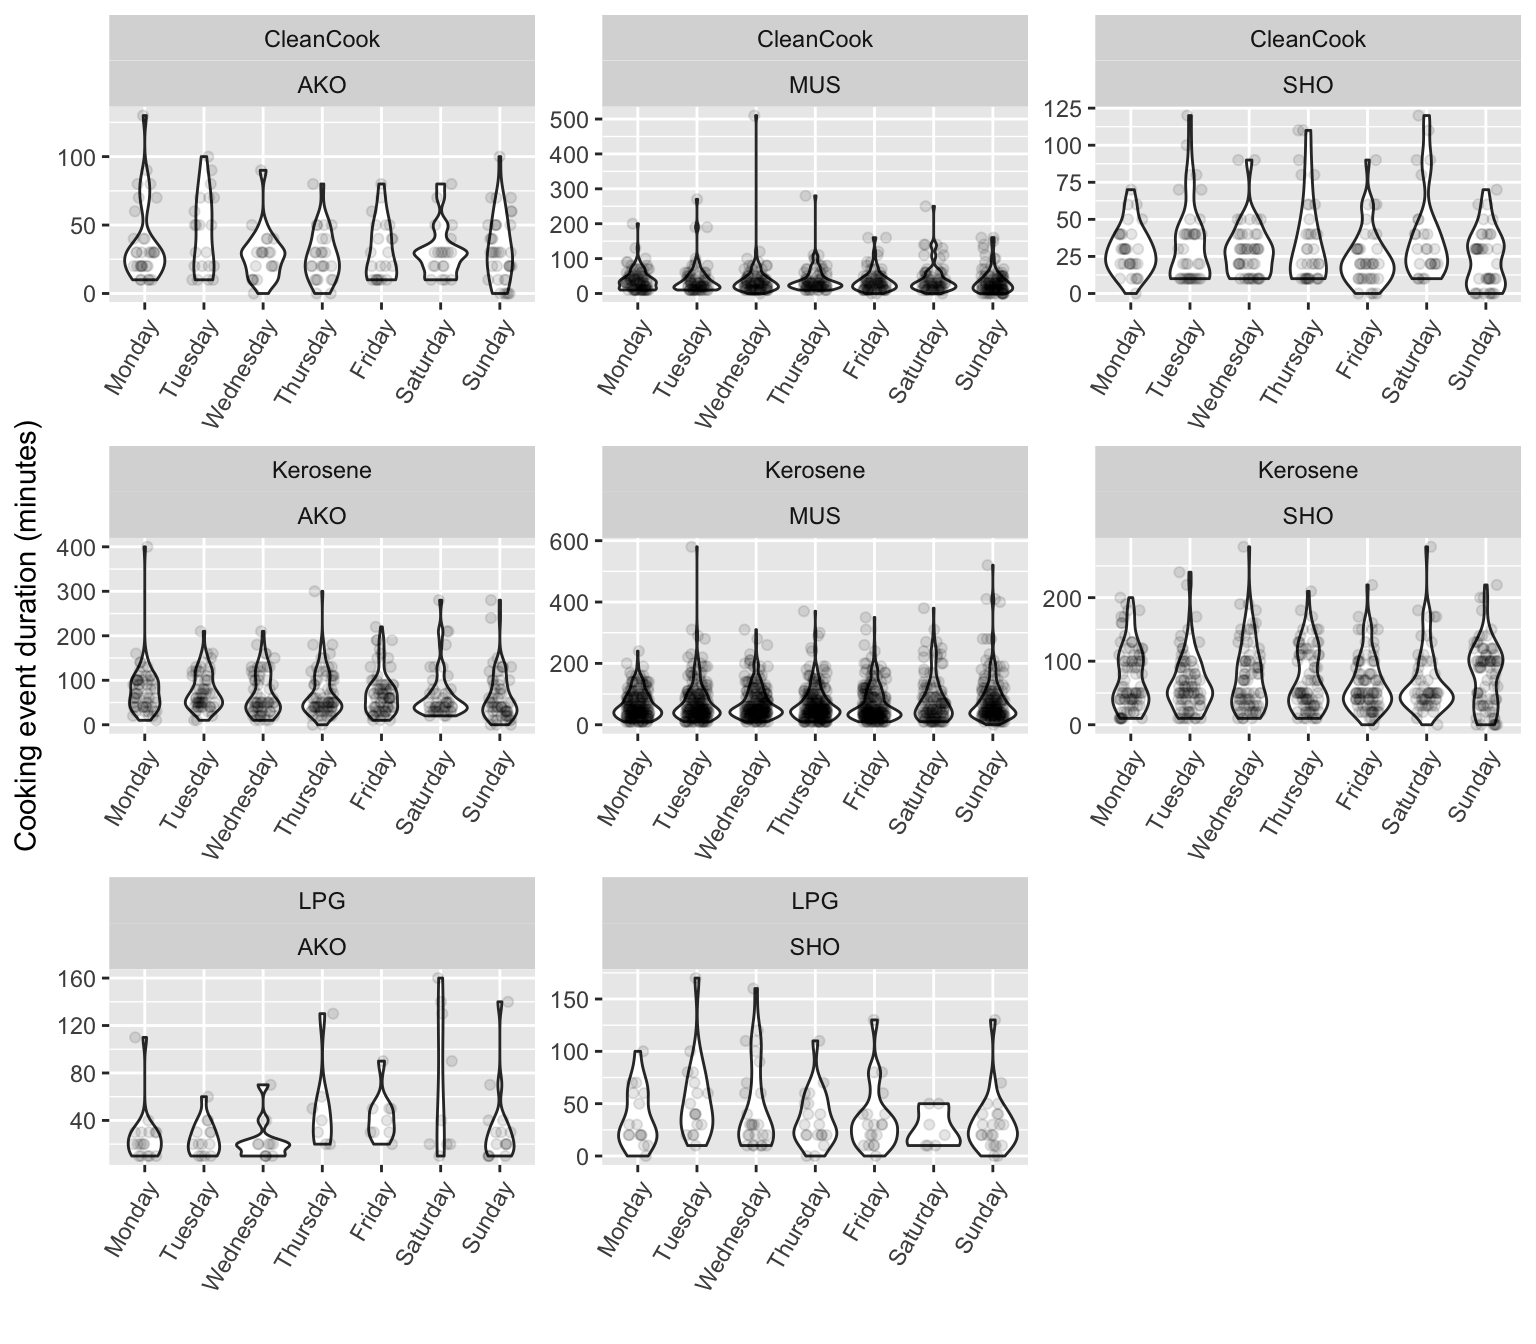 CleanCook CleanCook CleanCook
AKO MUS SHO
100
50
0
500
400
300
200
100
0
125
100
75
50
25
0
Monday Tuesday Wednesday Thursday Friday Saturday Sunday
Monday Tuesday Wednesday Thursday Friday Saturday Sunday
Monday Tuesday Wednesday Thursday Friday Saturday Sunday
Cooking event duration (minutes)
Kerosene Kerosene Kerosene
AKO MUS SHO
400
300
200
100
0
600
400
200
0
200
100
0
Monday Tuesday Wednesday Thursday Friday Saturday Sunday
Monday Tuesday Wednesday Thursday Friday Saturday Sunday
Monday Tuesday Wednesday Thursday Friday Saturday Sunday
LPG LPG
AKO SHO
160
120
80
40
150
100
50
0
Monday Tuesday Wednesday Thursday Friday Saturday Sunday
Monday Tuesday Wednesday Thursday Friday Saturday Sunday